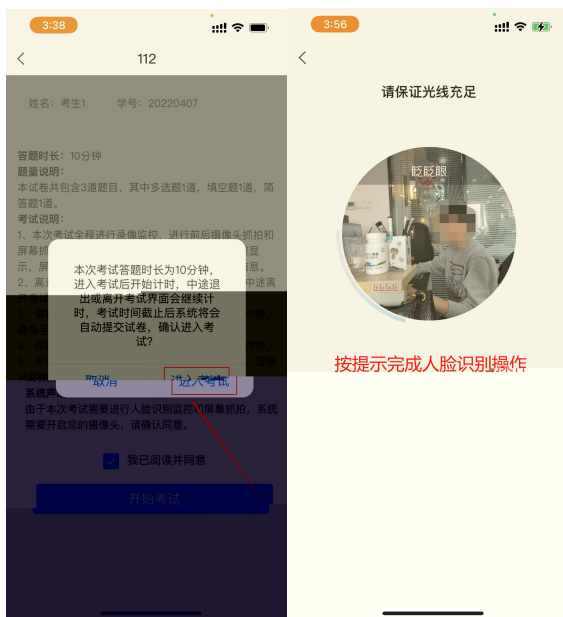 3:38
112
姓名：考生1 学号：20220407
答题时长：10分钟
题量说明：
本试卷共包含3道题目，其中多选题1道，填空题1道，简
答题1道。
考试说明：
1、本次考试全程进行录像监控，进行前后摄像头抓拍和
屏幕抓
示，屏
2、离
中途离
本次考试答题时长为10分钟，
进入考试后开始计时，中途退
出或离开考试界面会继续计
时，考试时间截止后系统将会
自动提交试卷，确认进入考
试?
取消 进入考试
系统声
由于本次考试需要进行人脸识别监控和屏幕抓拍，系统
需要开启您的摄像头，请确认同意。
我已阅读并同意
开始考试
3:56
请保证光线充足
眨眨眼
按提示完成人脸识别操作